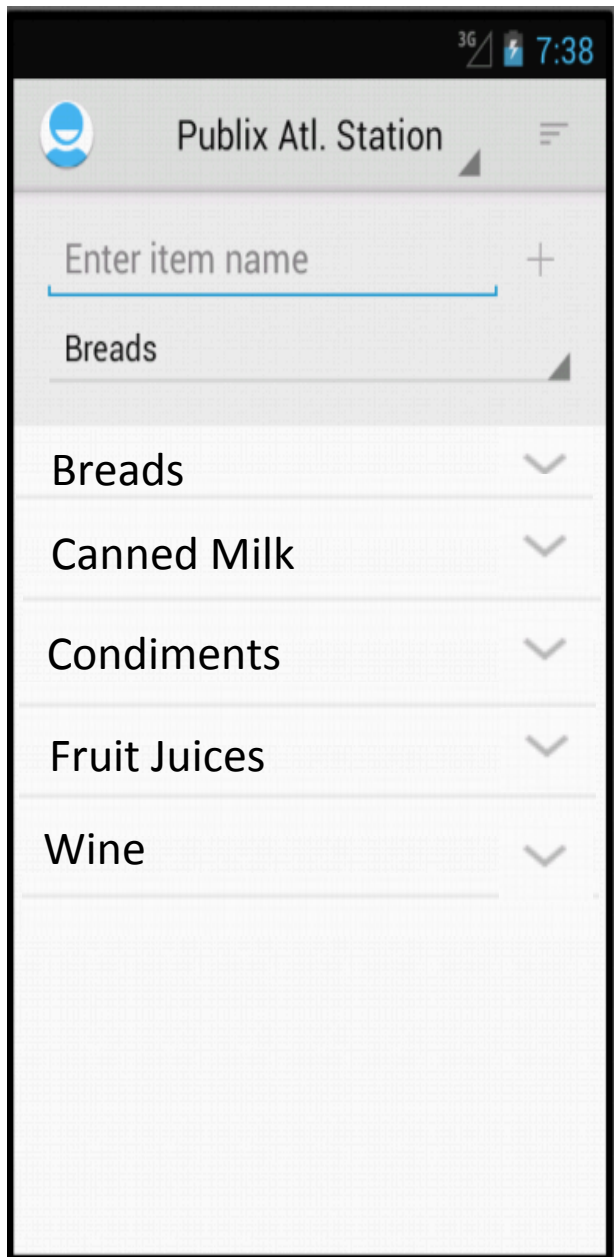 3G 7:38
Publix Atl. Station
Enter item name
Breads
Breads
Canned Milk
Condiments
Fruit Juices
Wine